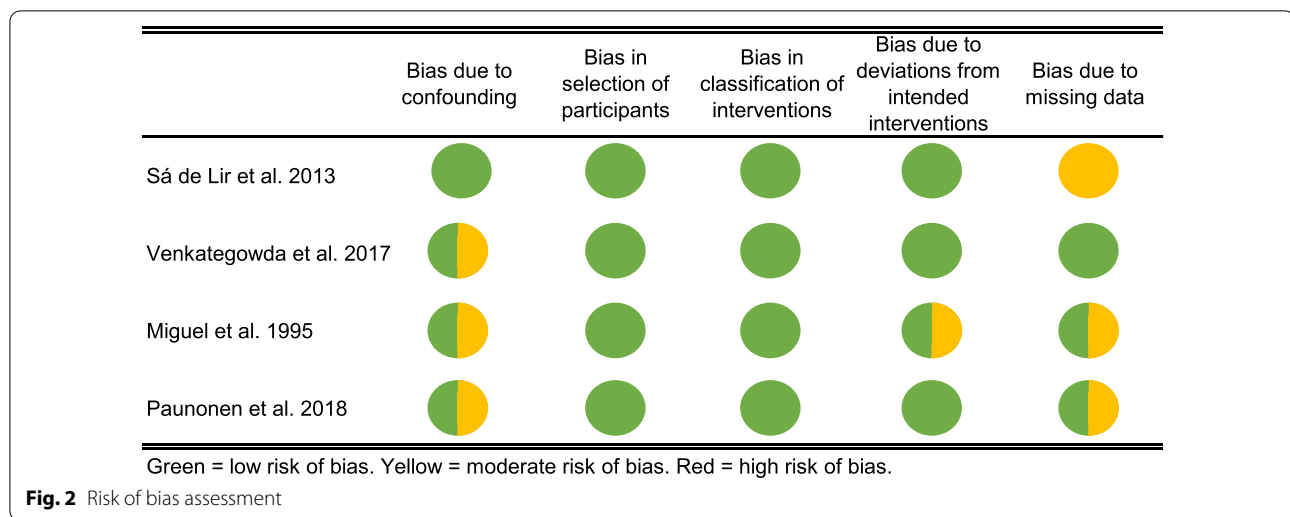 Bias due to
confounding
Bias in
selection of
participants
Bias in
classification of
interventions
Bias due to
deviations from
intended
interventions
Bias due to
missing data
Sá de Lir et al. 2013
Venkategowda et al. 2017
Miguel et al. 1995
Paunonen et al. 2018
Green = low risk of bias. Yellow = moderate risk of bias. Red = high risk of bias.
Fig. 2 Risk of bias assessment